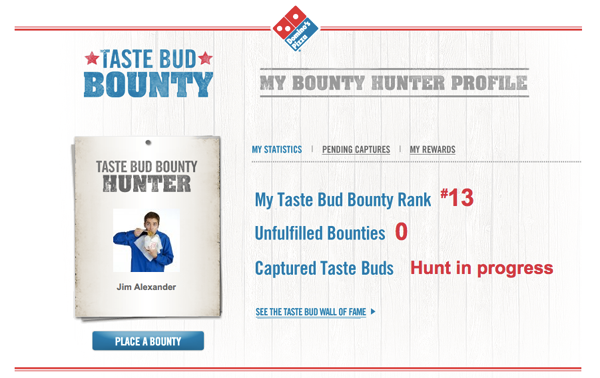 Domino's
Pizza
TASTE BUD
BOUNTY
MY BOUNTY HUNTER PROFILE
TASTE BUD BOUNTY
HUNTER
Jim Alexander
PLACE A BOUNTY
MY STATISTICS | PENDING CAPTURES | MY REWARDS
My Taste Bud Bounty Rank #13
Unfulfilled Bounties 0
Captured Taste Buds Hunt in progress
SEE THE TASTE BUD WALL OF FAME